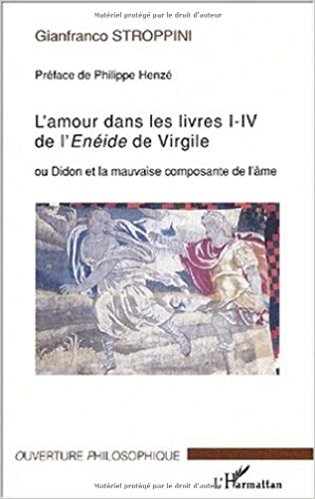 Matériel protégé par le droit d'auteur
Gianfranco STROPPINI
Préface de Philippe Henzé
L'amour dans les livres I-IV
de l'Enéide de Virgile
ou Didon et la mauvaise composante de l'âme
OUVERTURE PHILOSOPHIQUE
L'Harmattan
Matériel protégé par le droit d'auteur